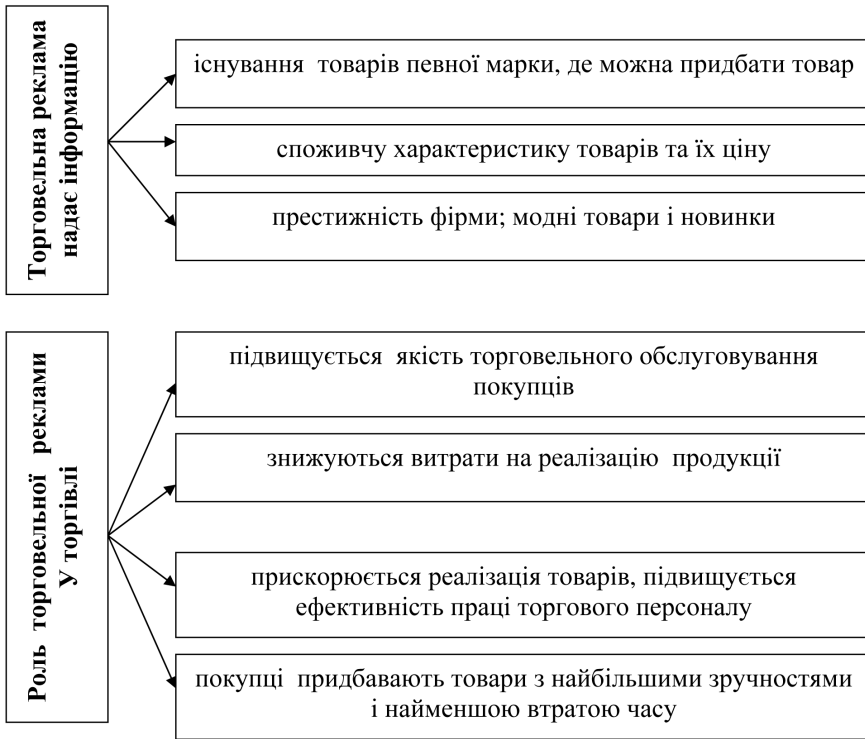 Торговельна реклама
надає інформацію
існування товарів певної марки, де можна придбати товар
споживчу характеристику товарів та їх ціну
престижність фірми; модні товари і новинки
Роль торговельної реклами
У торгівлі
підвищується якість торговельного обслуговування
покупців
знижуються витрати на реалізацію продукції
прискорюється реалізація товарів, підвищується
ефективність праці торгового персоналу
покупці придбавають товари з найбільшими зручностями
і найменшою втратою часу